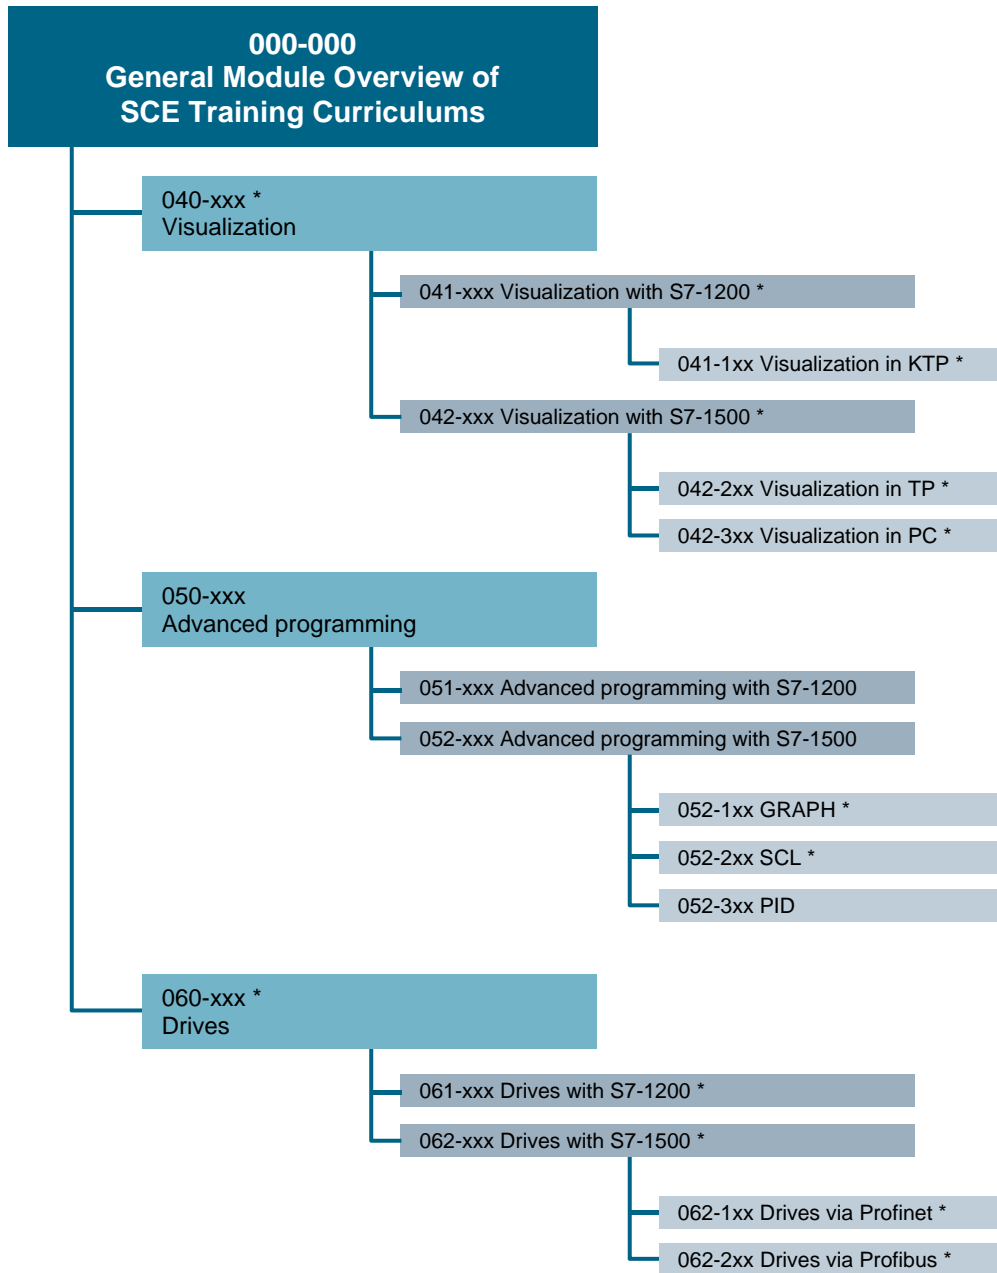 000-000
General Module Overview of
SCE Training Curriculums
040-xxx *
Visualization
041-xxx Visualization with S7-1200 *
041-1xx Visualization in KTP *
042-xxx Visualization with S7-1500 *
042-2xx Visualization in TP *
042-3xx Visualization in PC *
050-xxx
Advanced programming
051-xxx Advanced programming with S7-1200
052-xxx Advanced programming with S7-1500
052-1xx GRAPH *
052-2xx SCL *
052-3xx PID
060-xxx *
Drives
061-xxx Drives with S7-1200 *
062-xxx Drives with S7-1500 *
062-1xx Drives via Profinet *
062-2xx Drives via Profibus *